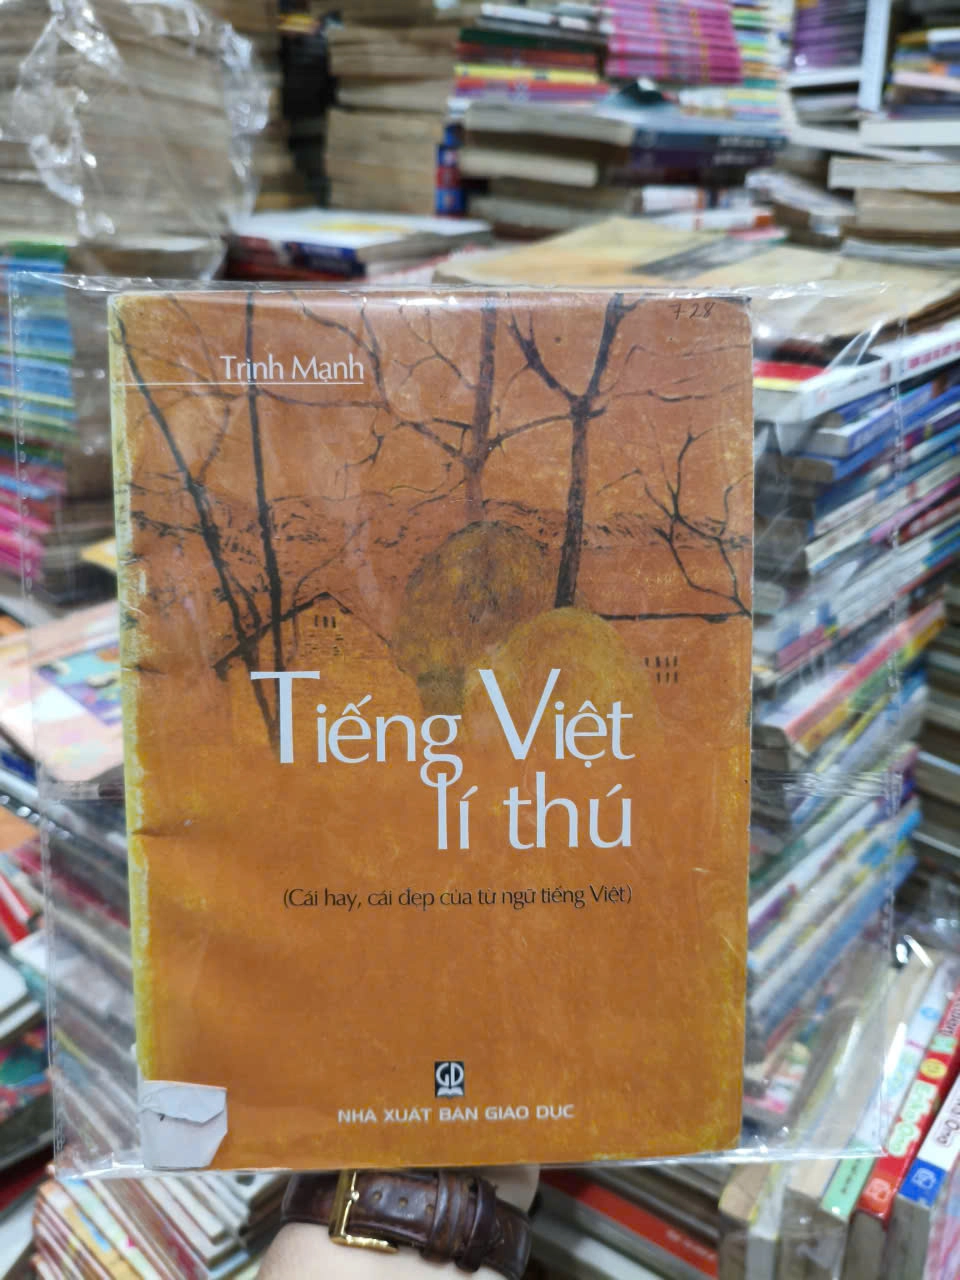 728
Trịnh Mạnh
Tiếng Việt
lí thú
(Cái hay, cái đẹp của từ ngữ tiếng Việt)
GD
NHÀ XUẤT BẢN GIÁO DỤC